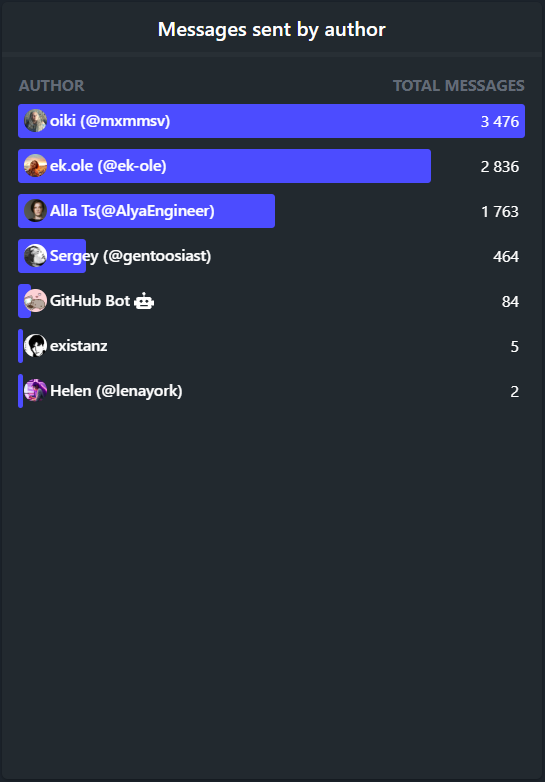 Messages sent by author
AUTHOR TOTAL MESSAGES
oiki (@mxmmsv) 3 476
ek.ole (@ek-ole) 2 836
Alla Ts(@AlyaEngineer) 1 763
Sergey (@gentoosiast) 464
GitHub Bot 84
existanz 5
Helen (@lenayork) 2